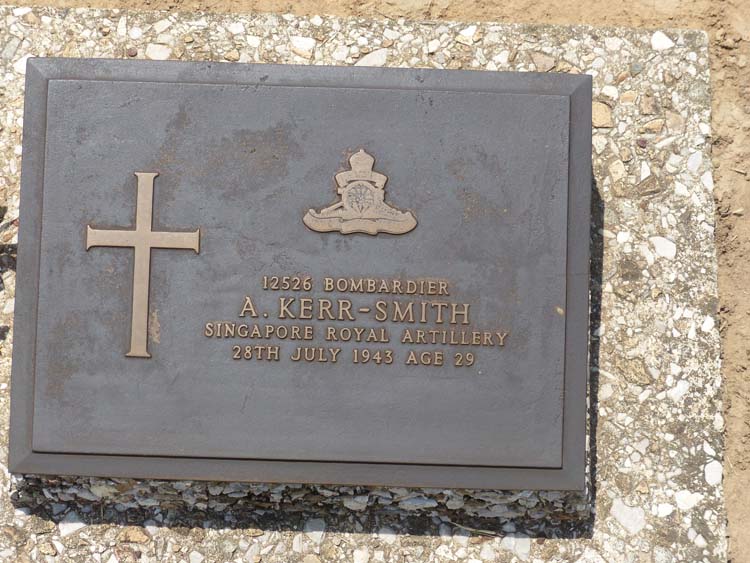 12526 BOMBARDIER
A. KERR-SMITH
SINGAPORE ROYAL ARTILLERY
28TH JULY 1943 AGE 29